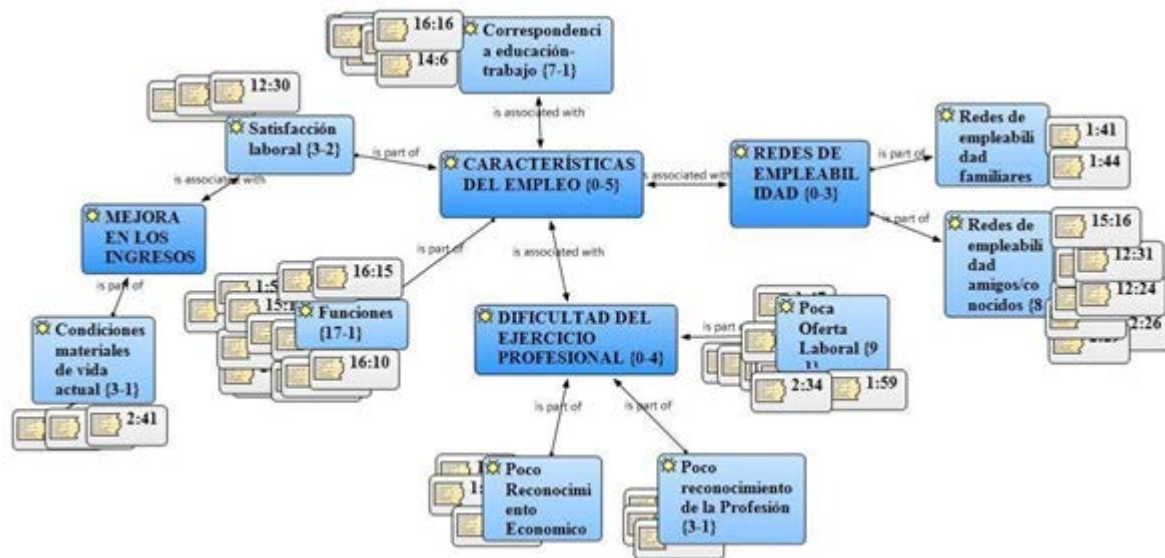 16:16
14:6
Correspondenci
a educación-
trabajo {7-1}
is associated with
12:30
Satisfacción
laboral {3-2}
is part of
is associated with
CARACTERÍSTICAS
DEL EMPLEO {0-5}
is associated with
REDES DE
EMPLEABIL
IDAD {0-3}
is part of
Redes de
empleabili
dad
familiares
1:41
1:44
is part of
Redes de
empleabili
dad
amigos/co
nocidos {8
15:16
12:31
12:24
2:26
MEJORA
EN LOS
INGRESOS
is part of
Condiciones
materiales
de vida
actual {3-1}
2:41
is part of
16:15
Funciones
{17-1}
16:10
is associated with
DIFICULTAD DEL
EJERCICIO
PROFESIONAL {0-4}
is part
Poca
Oferta
Laboral {9
2:34
1:59
is part of
is part of
Poco
Reconocimi
ento
Economico
Poco
reconocimiento
de la Profesión
{3-1}